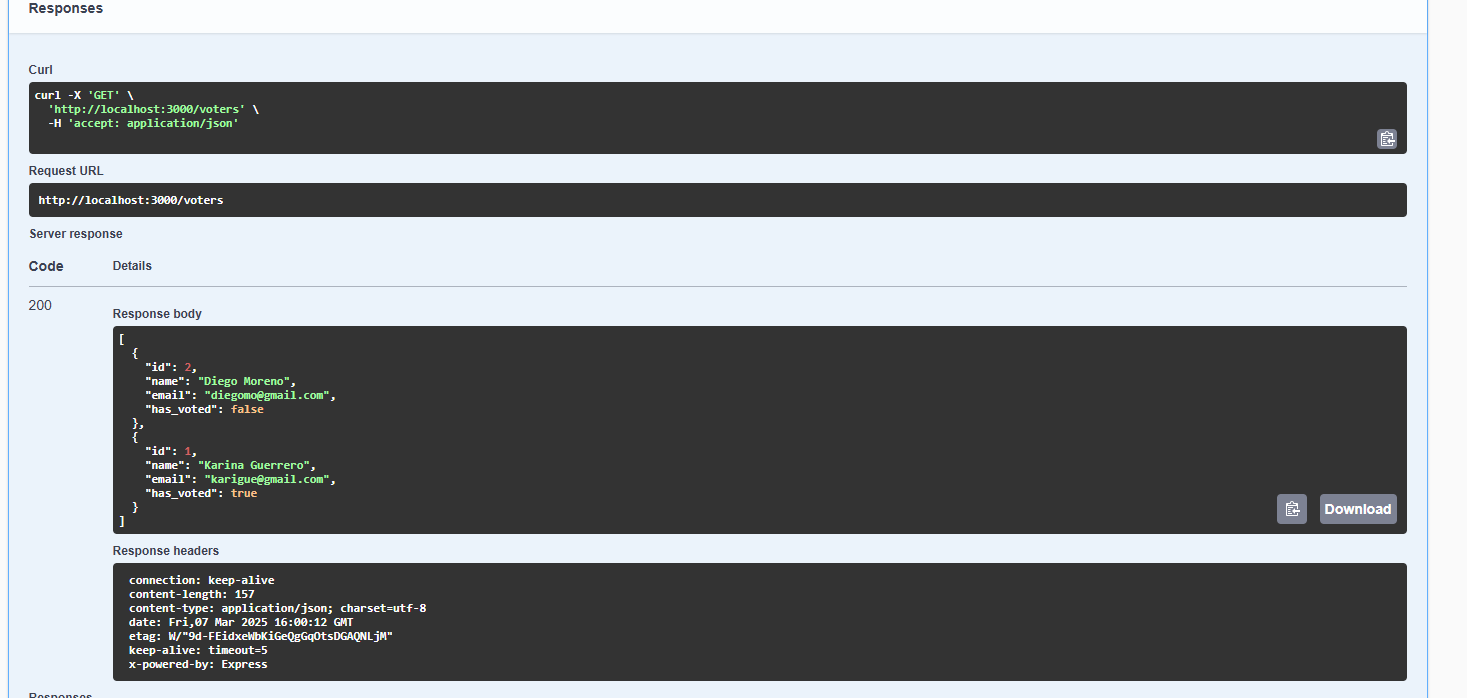 Responses
Curl
curl -X 'GET' \
  'http://localhost:3000/voters' \
  -H 'accept: application/json'
Request URL
http://localhost:3000/voters
Server response
Code Details
200
Response body
[
  {
    "id": 2,
    "name": "Diego Moreno",
    "email": "diegomo@gmail.com",
    "has_voted": false
  },
  {
    "id": 1,
    "name": "Karina Guerrero",
    "email": "karigue@gmail.com",
    "has_voted": true
  }
]
Download
Response headers
connection: keep-alive
content-length: 157
content-type: application/json; charset=utf-8
date: Fri,07 Mar 2025 16:00:12 GMT
etag: W/"9d-FEidxeWbKiGeQgGqOtsDGAQNLjM"
keep-alive: timeout=5
x-powered-by: Express
Responses